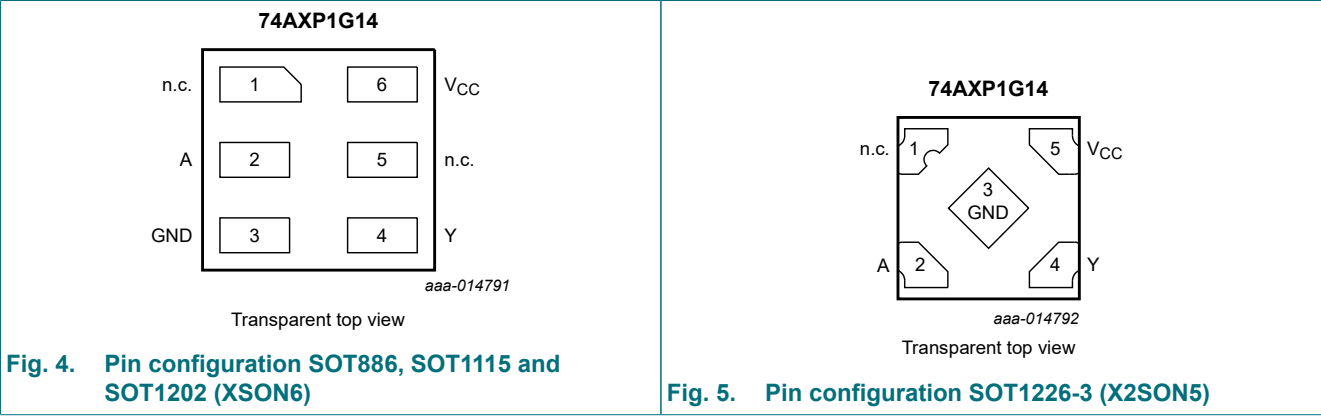 74AXP1G14
n.c. 1 6 VCC
A 2 5 n.c.
GND 3 4 Y
aaa-014791
Transparent top view
Fig. 4. Pin configuration SOT886, SOT1115 and
SOT1202 (XSON6)
74AXP1G14
n.c. 1 5 VCC
3
GND
A 2 4 Y
aaa-014792
Transparent top view
Fig. 5. Pin configuration SOT1226-3 (X2SON5)